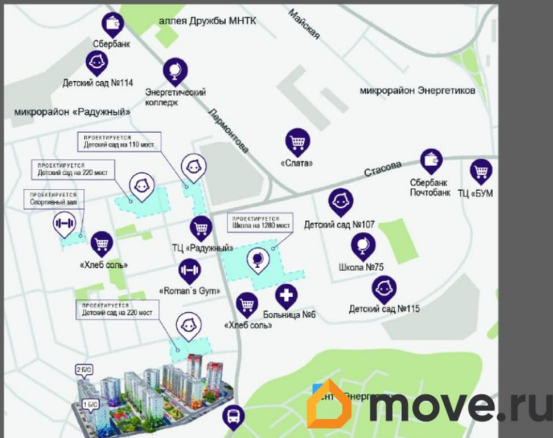 аллея Дружбы МНТК
Майская
Сбербанк
Детский сад №114
Энергетический
колледж
микрорайон Энергетиков
микрорайон «Радужный»
Лермонтова
ПРОЕКТИРУЕТСЯ
Детский сад на 110 мест
«Слата»
Стасова
ПРОЕКТИРУЕТСЯ
Детский сад на 220 мест
Сбербанк
Почтобанк
ТЦ «БУМ
ПРОЕКТИРУЕТСЯ
Спортивный зал
ПРОЕКТИРУЕТСЯ
Школа на 1280 мест
Детский сад №107
ТЦ «Радужный»
«Хлеб соль»
Школа №75
«Roman`s Gym»
ПРОЕКТИРУЕТСЯ
Детский сад на 220 мест
«Хлеб соль»
Больница №6
Детский сад №115
2 Б/С
1 Б/С
move.ru